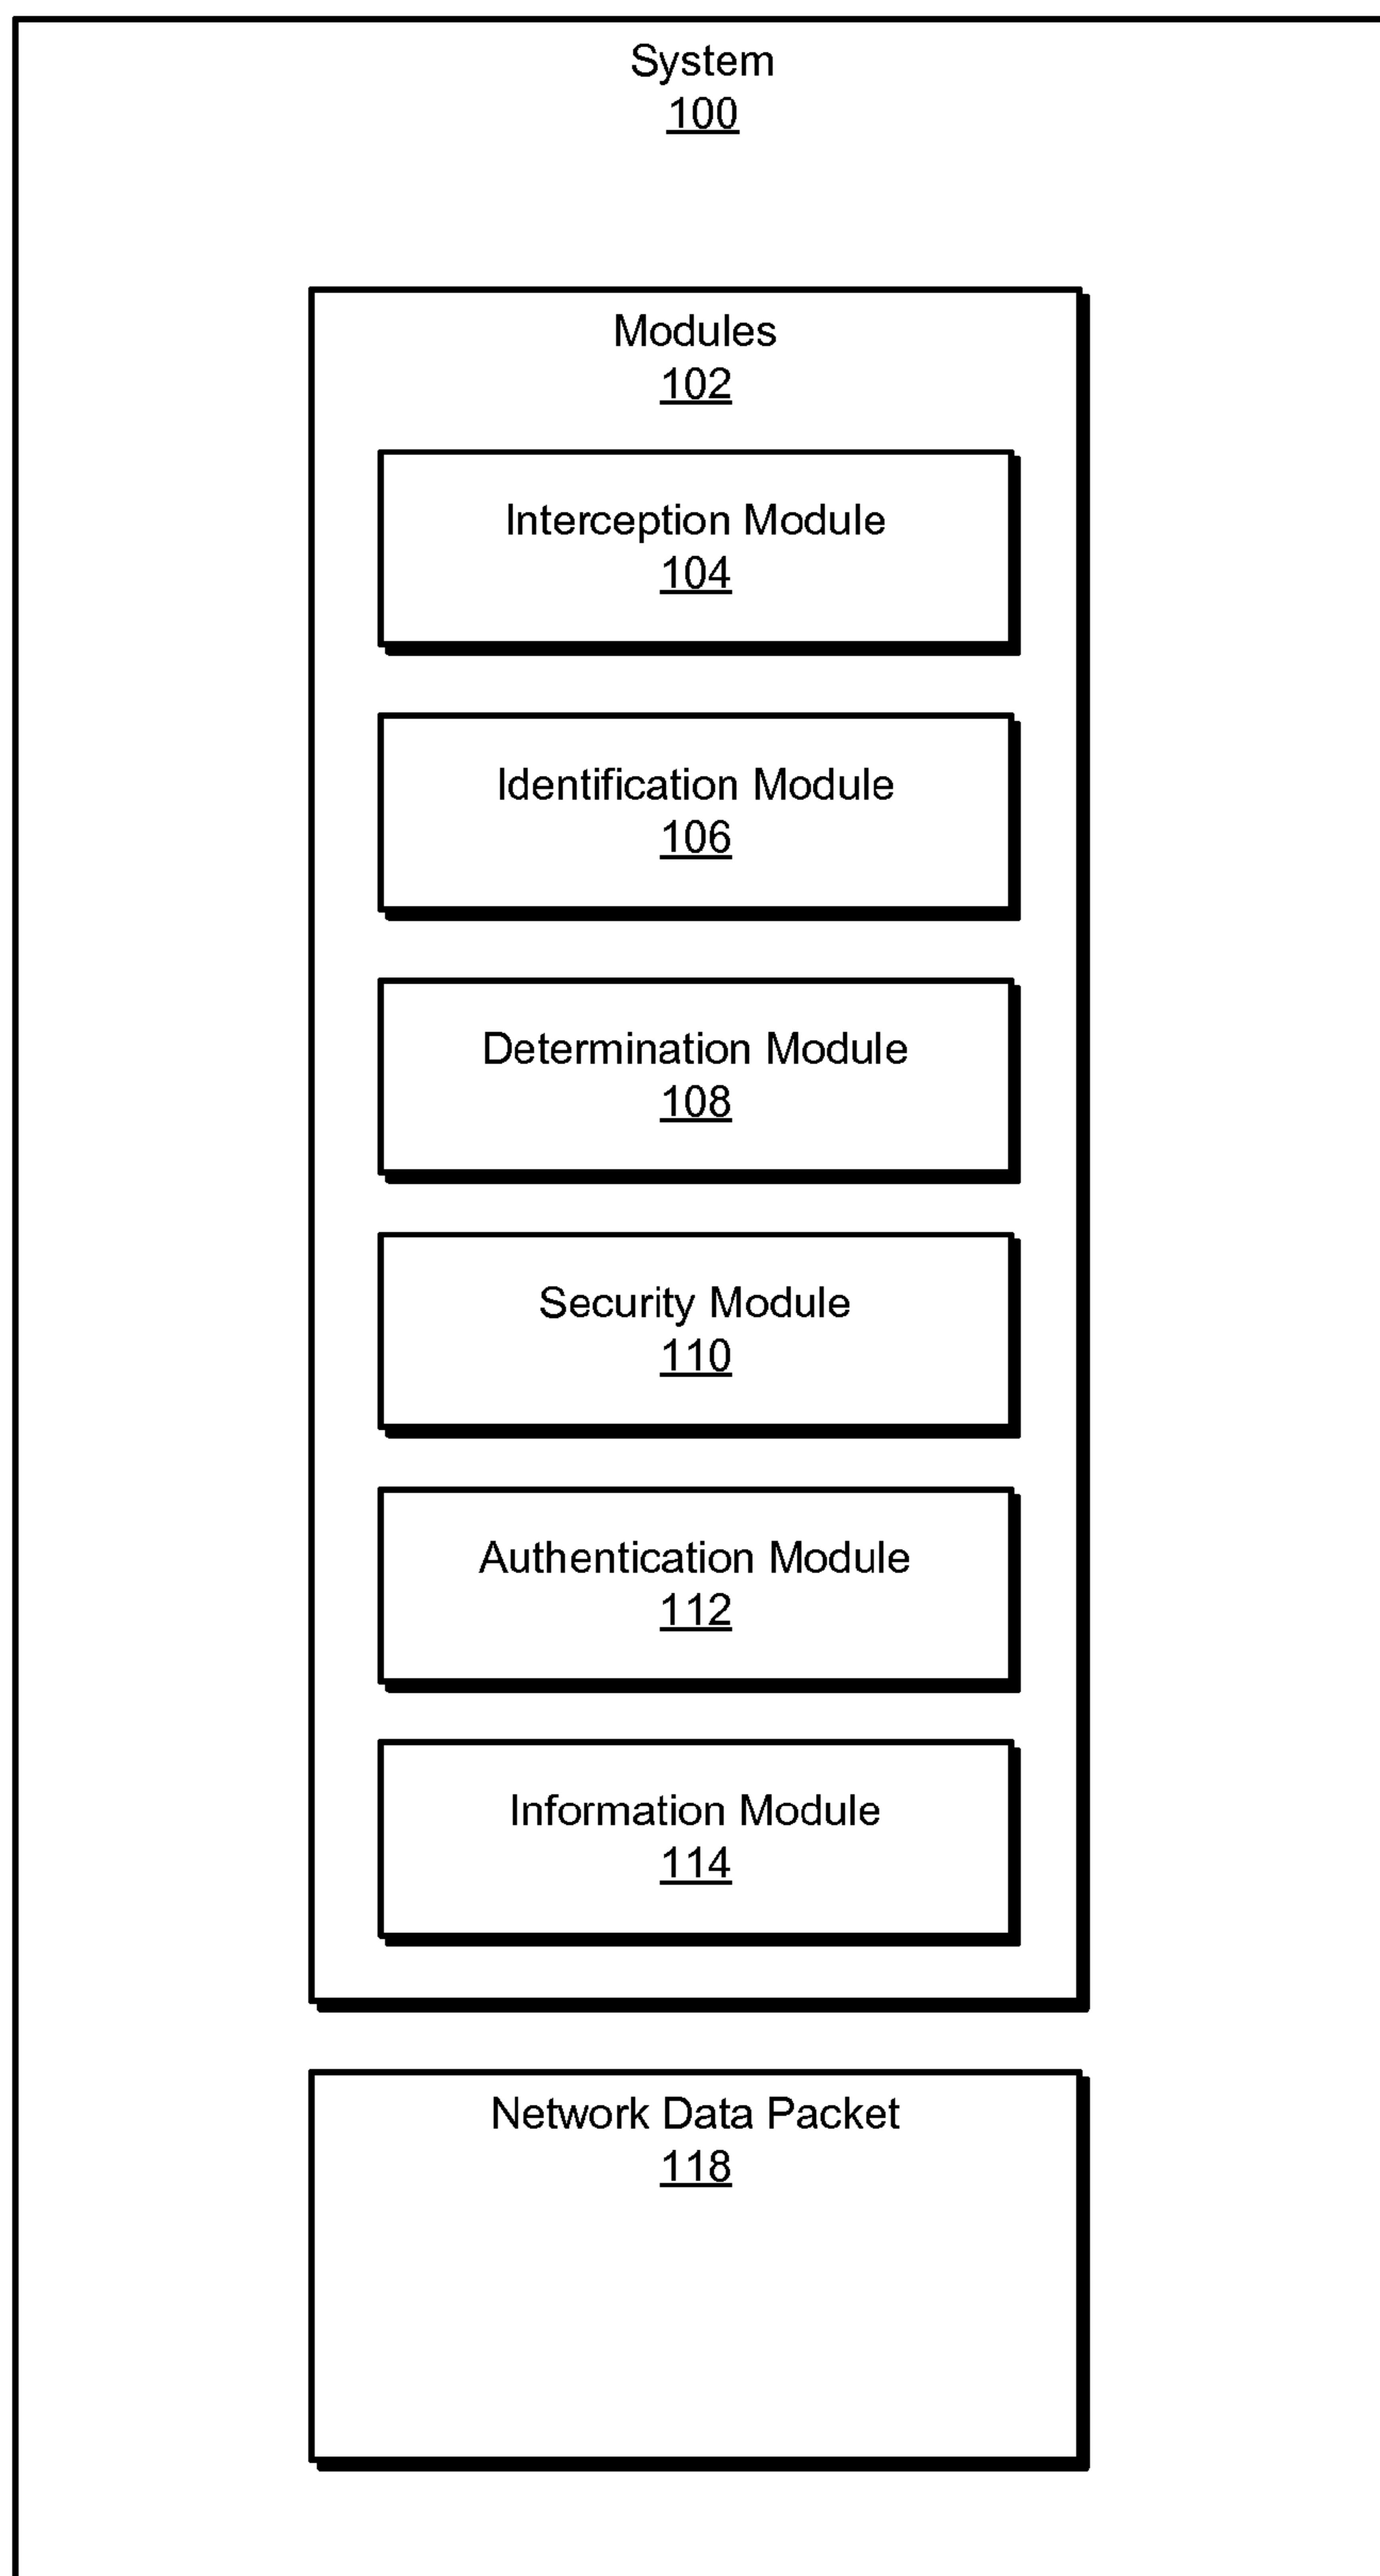 System
100
Modules
102
Interception Module
104
Identification Module
106
Determination Module
108
Security Module
110
Authentication Module
112
Information Module
114
Network Data Packet
118